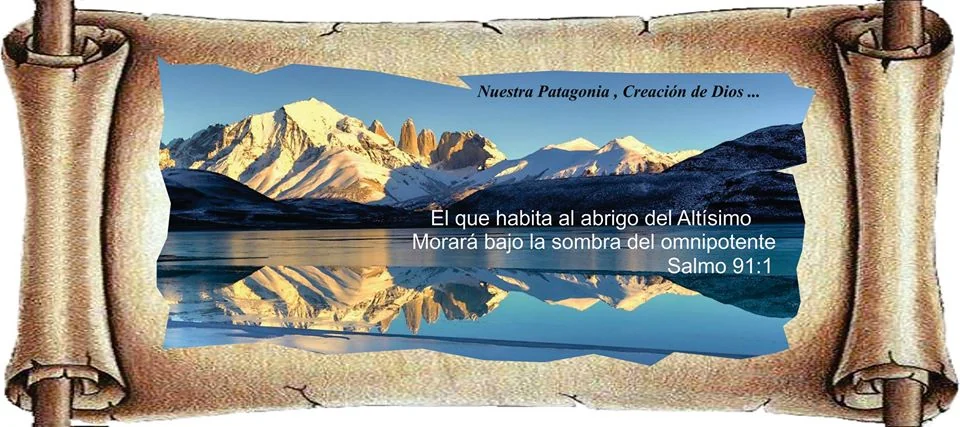 Nuestra Patagonia , Creación de Dios ...
El que habita al abrigo del Altísimo
Morará bajo la sombra del omnipotente
Salmo 91:1